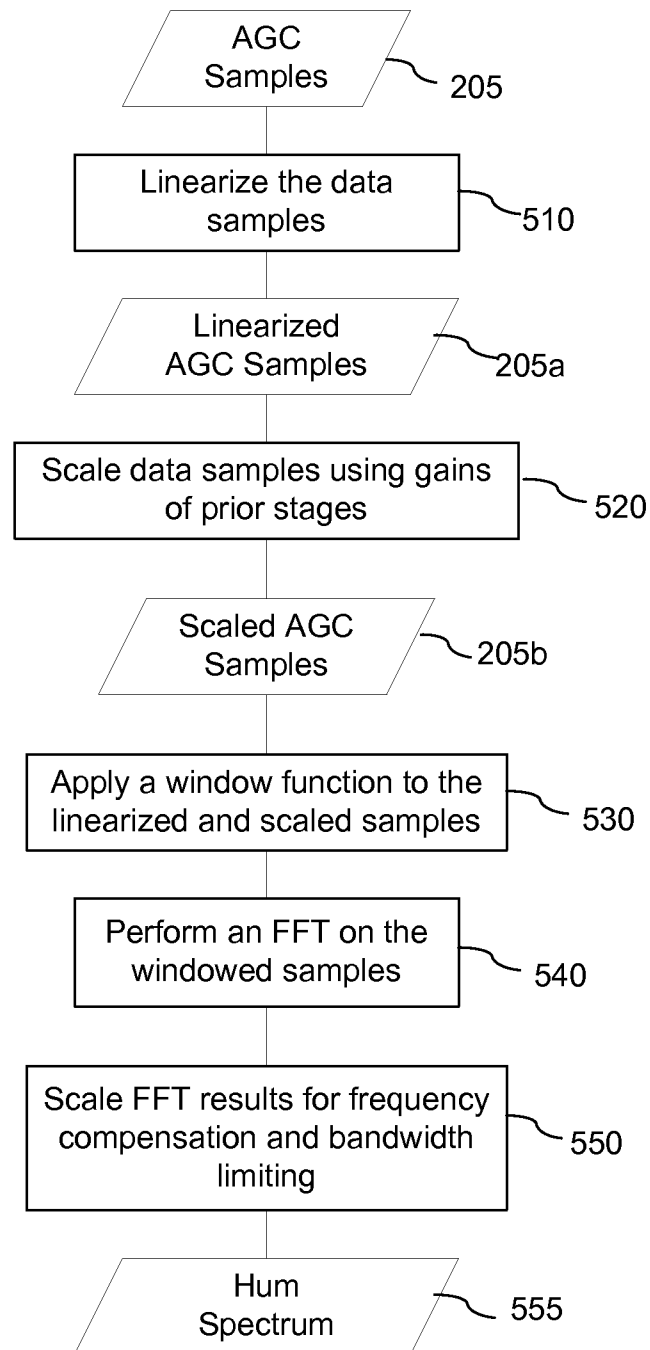 AGC
Samples
205
Linearize the data
samples
510
Linearized
AGC Samples
205a
Scale data samples using gains
of prior stages
520
Scaled AGC
Samples
205b
Apply a window function to the
linearized and scaled samples
530
Perform an FFT on the
windowed samples
540
Scale FFT results for frequency
compensation and bandwidth
limiting
550
Hum
Spectrum
555